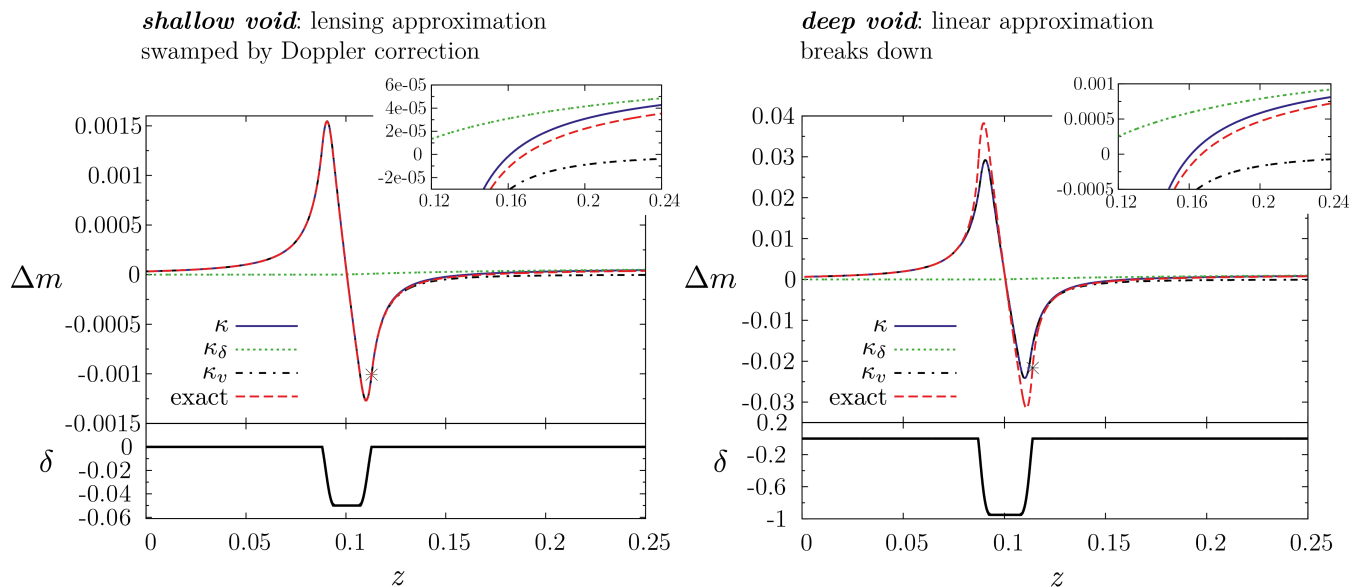 shallow void: lensing approximation
swamped by Doppler correction
6e-05
4e-05
2e-05
0
-2e-05
0.12
0.16
0.2
0.24
0.0015
0.001
0.0005
0
-0.0005
-0.001
-0.0015
Δm
κ
κδ
κv
exact
0
-0.02
-0.04
-0.06
δ
0
0.05
0.1
0.15
0.2
0.25
z
deep void: linear approximation
breaks down
0.001
0.0005
0
-0.0005
0.12
0.16
0.2
0.24
0.04
0.03
0.02
0.01
0
-0.01
-0.02
-0.03
Δm
κ
κδ
κv
exact
0.2
-0.2
-0.6
-1
δ
0
0.05
0.1
0.15
0.2
0.25
z